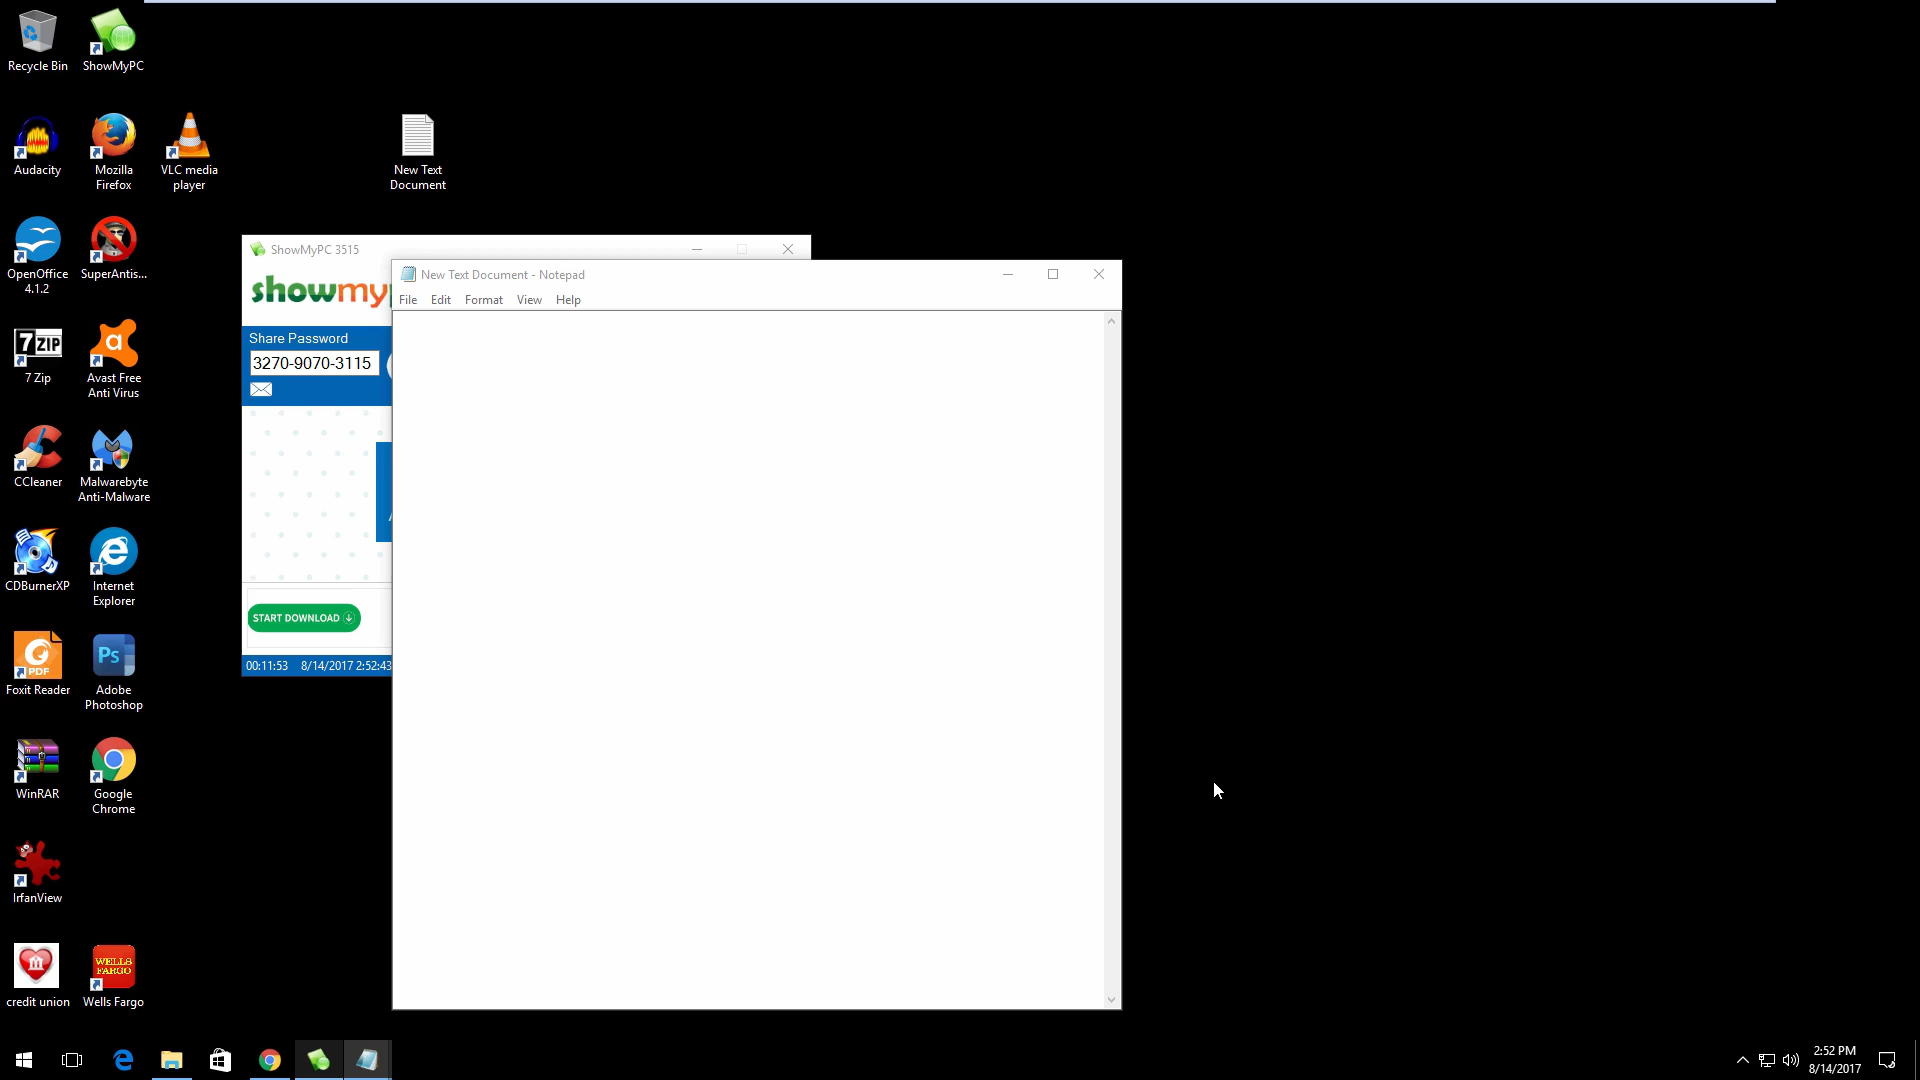 Recycle Bin
ShowMyPC
Audacity
Mozilla
Firefox
VLC media
player
New Text
Document
OpenOffice
4.1.2
SuperAntis...
7 Zip
7ZIP
Avast Free
Anti Virus
CCleaner
Malwarebyte
Anti-Malware
CDBurnerXP
Internet
Explorer
PDF
Foxit Reader
Ps
Adobe
Photoshop
WinRAR
Google
Chrome
IrfanView
credit union
WELLS
FARGO
Wells Fargo
ShowMyPC 3515
showmyp
Share Password
3270-9070-3115
START DOWNLOAD
00:11:53 8/14/2017 2:52:43
New Text Document - Notepad
File Edit Format View Help
2:52 PM
8/14/2017